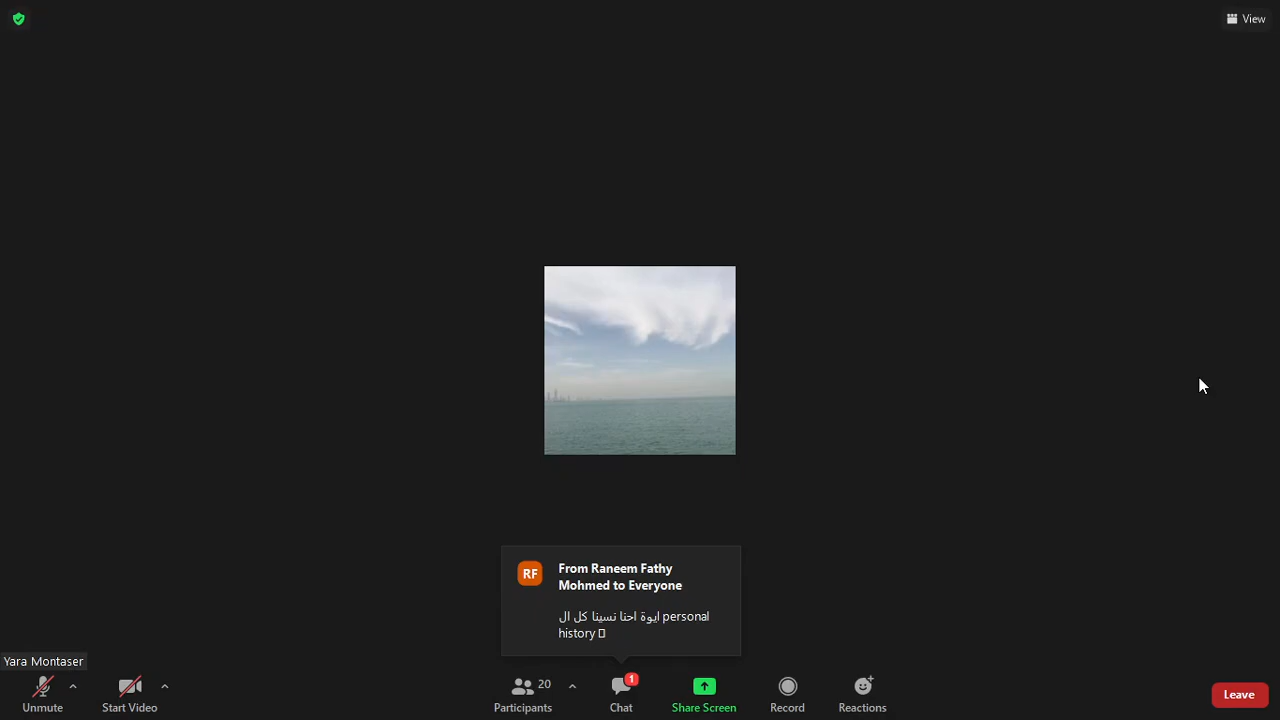 View
RF
From Raneem Fathy
Mohmed to Everyone
ايوة احنا نسينا كل ال personal
history
Yara Montaser
20
1
Unmute
Start Video
Participants
Chat
Share Screen
Record
Reactions
Leave